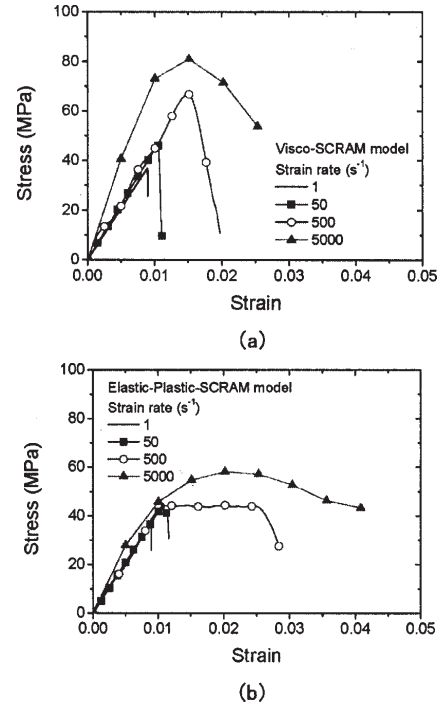 100
80
60
40
20
0
Stress (MPa)
Visco-SCRAM model
Strain rate (s⁻¹)
1
50
500
5000
0.00 0.01 0.02 0.03 0.04 0.05
Strain
(a)
100
80
60
40
20
0
Stress (MPa)
Elastic-Plastic-SCRAM model
Strain rate (s⁻¹)
1
50
500
5000
0.00 0.01 0.02 0.03 0.04 0.05
Strain
(b)